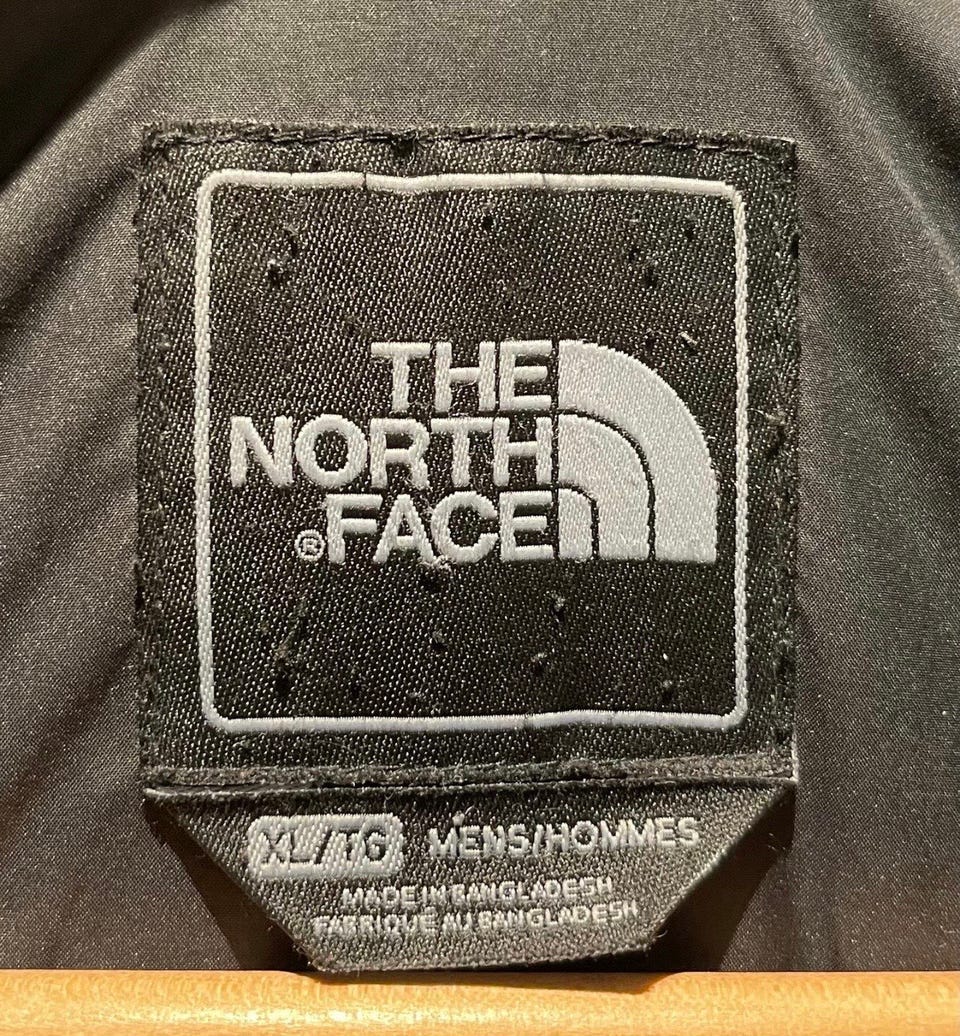 THE
NORTH
®FACE
XL/TG MENS/HOMMES
MADE IN BANGLADESH
FABRIQUÉ AU BANGLADESH